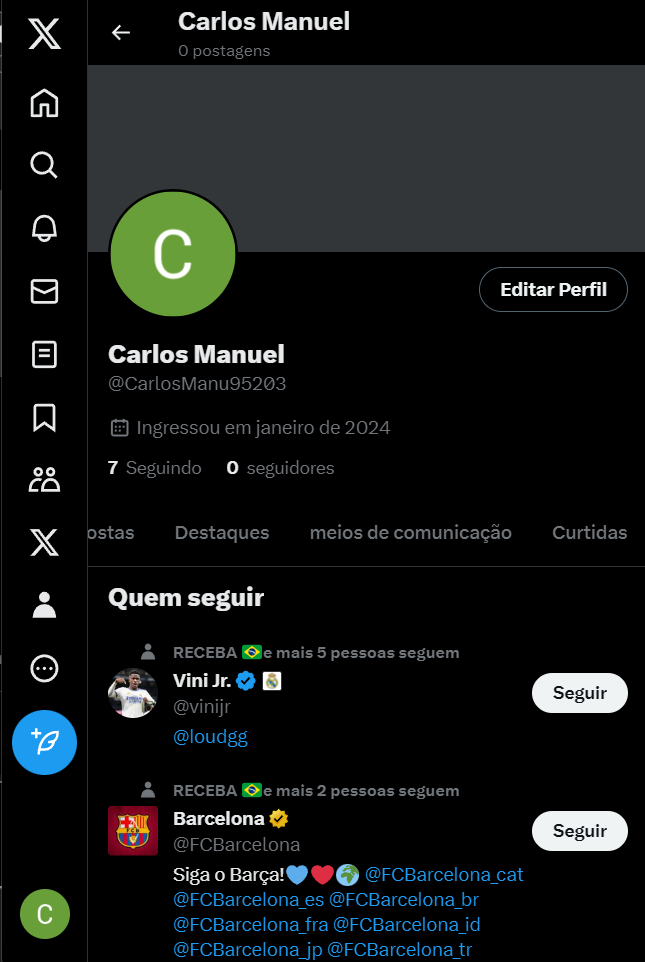 Carlos Manuel
0 postagens
C
Editar Perfil
Carlos Manuel
@CarlosManu95203
Ingressou em janeiro de 2024
7 Seguindo 0 seguidores
ostas Destaques meios de comunicação Curtidas
Quem seguir
RECEBA 🇧🇷e mais 5 pessoas seguem
Vini Jr.
@vinijr
Seguir
@loudgg
RECEBA 🇧🇷e mais 2 pessoas seguem
Barcelona
@FCBarcelona
Seguir
Siga o Barça!💙❤️🌍 @FCBarcelona_cat
@FCBarcelona_es @FCBarcelona_br
@FCBarcelona_fra @FCBarcelona_id
@FCBarcelona_jp @FCBarcelona_tr
C